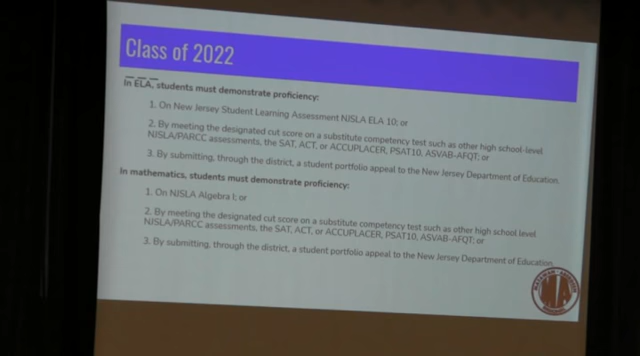 Class of 2022
In ELA, students must demonstrate proficiency:
1. On New Jersey Student Learning Assessment NJSLA ELA 10; or
2. By meeting the designated cut score on a substitute competency test such as other high school-level
NJSLA/PARCC assessments, the SAT, ACT, or ACCUPLACER, PSAT10, ASVAB-AFQT; or
3. By submitting, through the district, a student portfolio appeal to the New Jersey Department of Education.
In mathematics, students must demonstrate proficiency:
1. On NJSLA Algebra I; or
2. By meeting the designated cut score on a substitute competency test such as other high school level
NJSLA/PARCC assessments, the SAT, ACT, or ACCUPLACER, PSAT10, ASVAB-AFQT; or
3. By submitting, through the district, a student portfolio appeal to the New Jersey Department of Education.